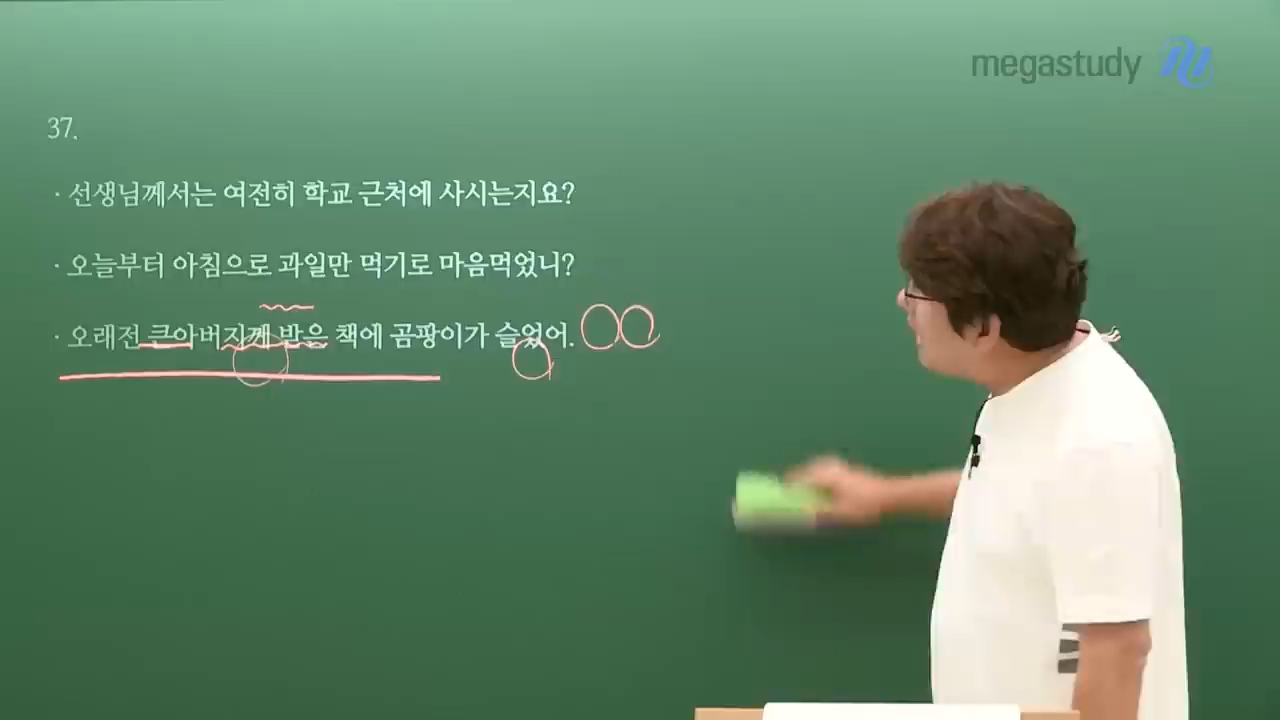 megastudy
37.
· 선생님께서는 여전히 학교 근처에 사시는지요?
· 오늘부터 아침으로 과일만 먹기로 마음먹었니?
· 오래전 큰아버지께 받은 책에 곰팡이가 슬었어.